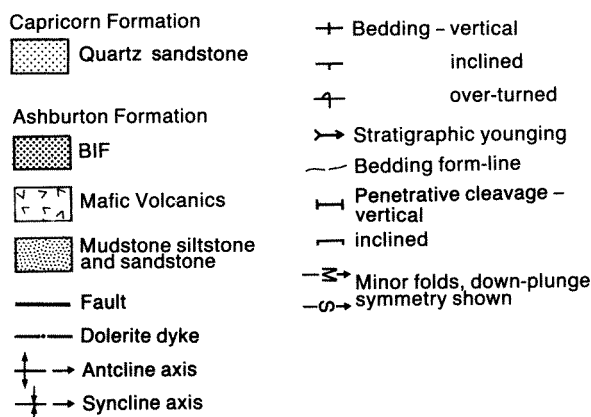 Capricorn Formation
Quartz sandstone
Ashburton Formation
BIF
Mafic Volcanics
Mudstone siltstone
and sandstone
Fault
Dolerite dyke
Antcline axis
Syncline axis
Bedding – vertical
inclined
over-turned
Stratigraphic younging
Bedding form-line
Penetrative cleavage –
vertical
inclined
M
Minor folds, down-plunge
S
symmetry shown